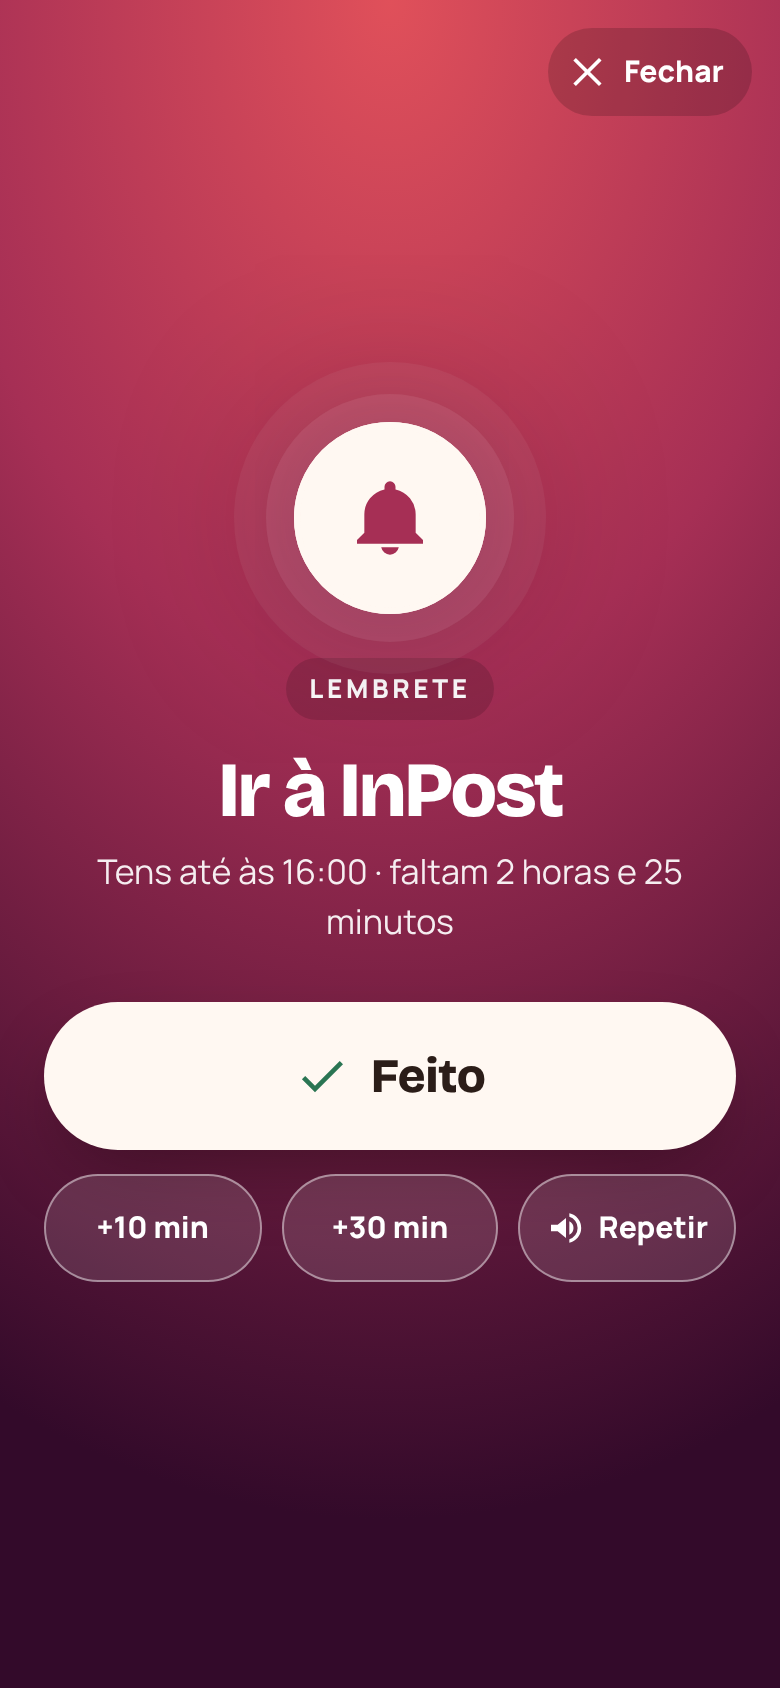 Fechar
LEMBRETE
Ir à InPost
Tens até às 16:00 · faltam 2 horas e 25
minutos
Feito
+10 min
+30 min
Repetir